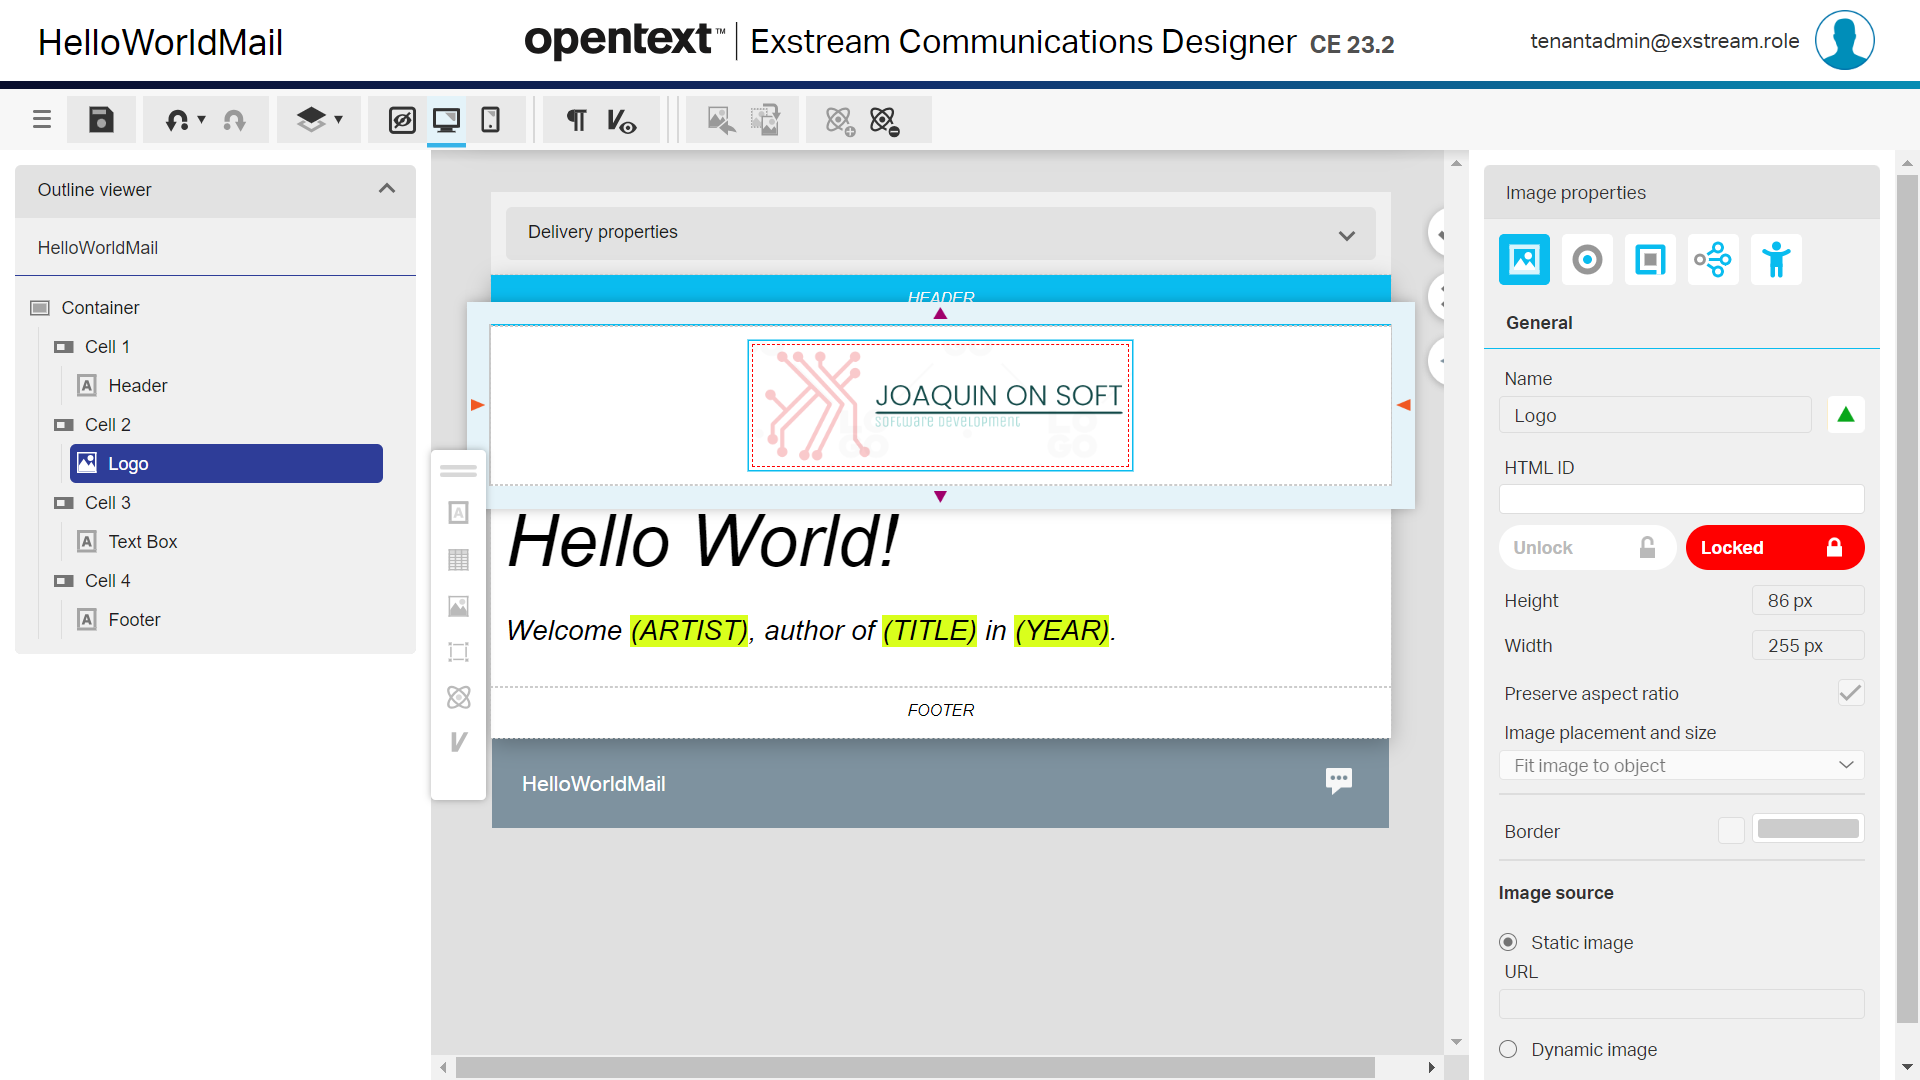 HelloWorldMail
opentext™ | Exstream Communications Designer CE 23.2
tenantadmin@exstream.role
Outline viewer
HelloWorldMail
Container
Cell 1
Header
Cell 2
Logo
Cell 3
Text Box
Cell 4
Footer
Delivery properties
HEADER
JOAQUIN ON SOFT
SOFTWARE DEVELOPMENT
Hello World!
Welcome (ARTIST), author of (TITLE) in (YEAR).
FOOTER
HelloWorldMail
Image properties
General
Name
Logo
HTML ID
Unlock
Locked
Height
86 px
Width
255 px
Preserve aspect ratio
Image placement and size
Fit image to object
Border
Image source
Static image
URL
Dynamic image